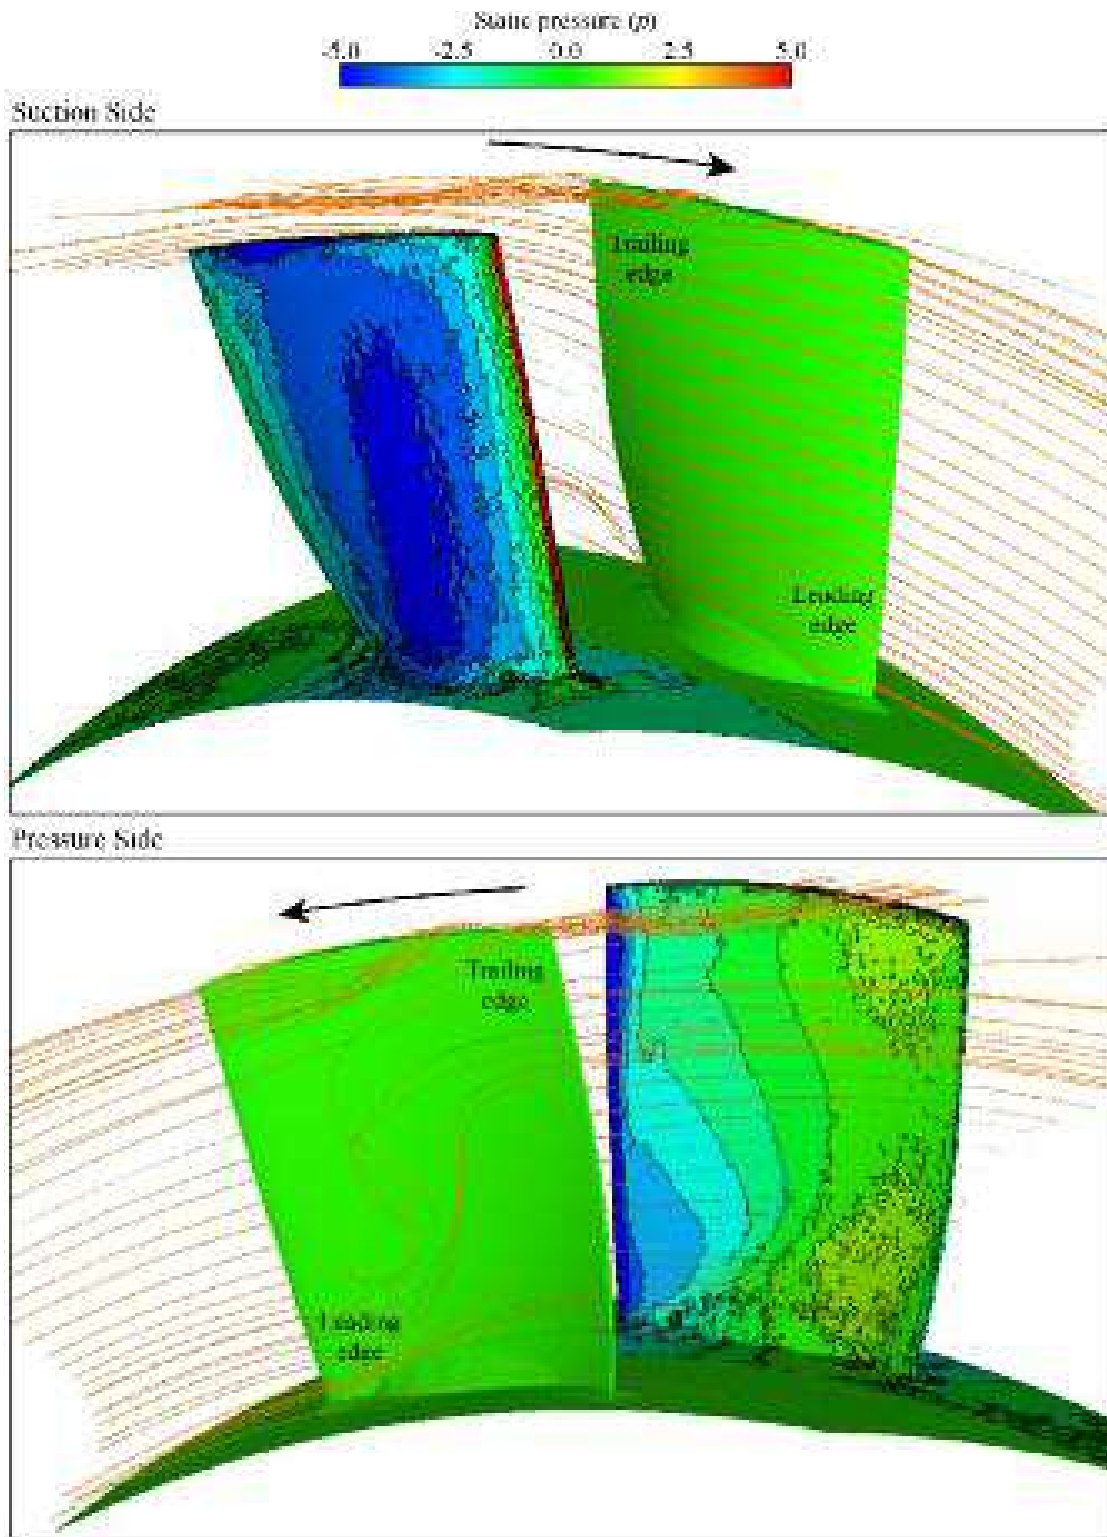 Static pressure (p)
-5.0 -2.5 0.0 2.5 5.0
Suction Side
Trailing
edge
Leading
edge
Pressure Side
Trailing
edge
Leading
edge